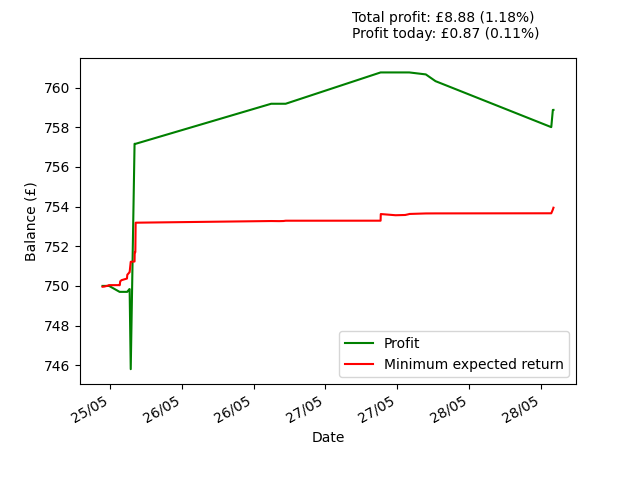 Total profit: £8.88 (1.18%)
Profit today: £0.87 (0.11%)
760
758
756
754
752
750
748
746
Balance (£)
Profit
Minimum expected return
25/05
26/05
26/05
27/05
27/05
28/05
28/05
Date